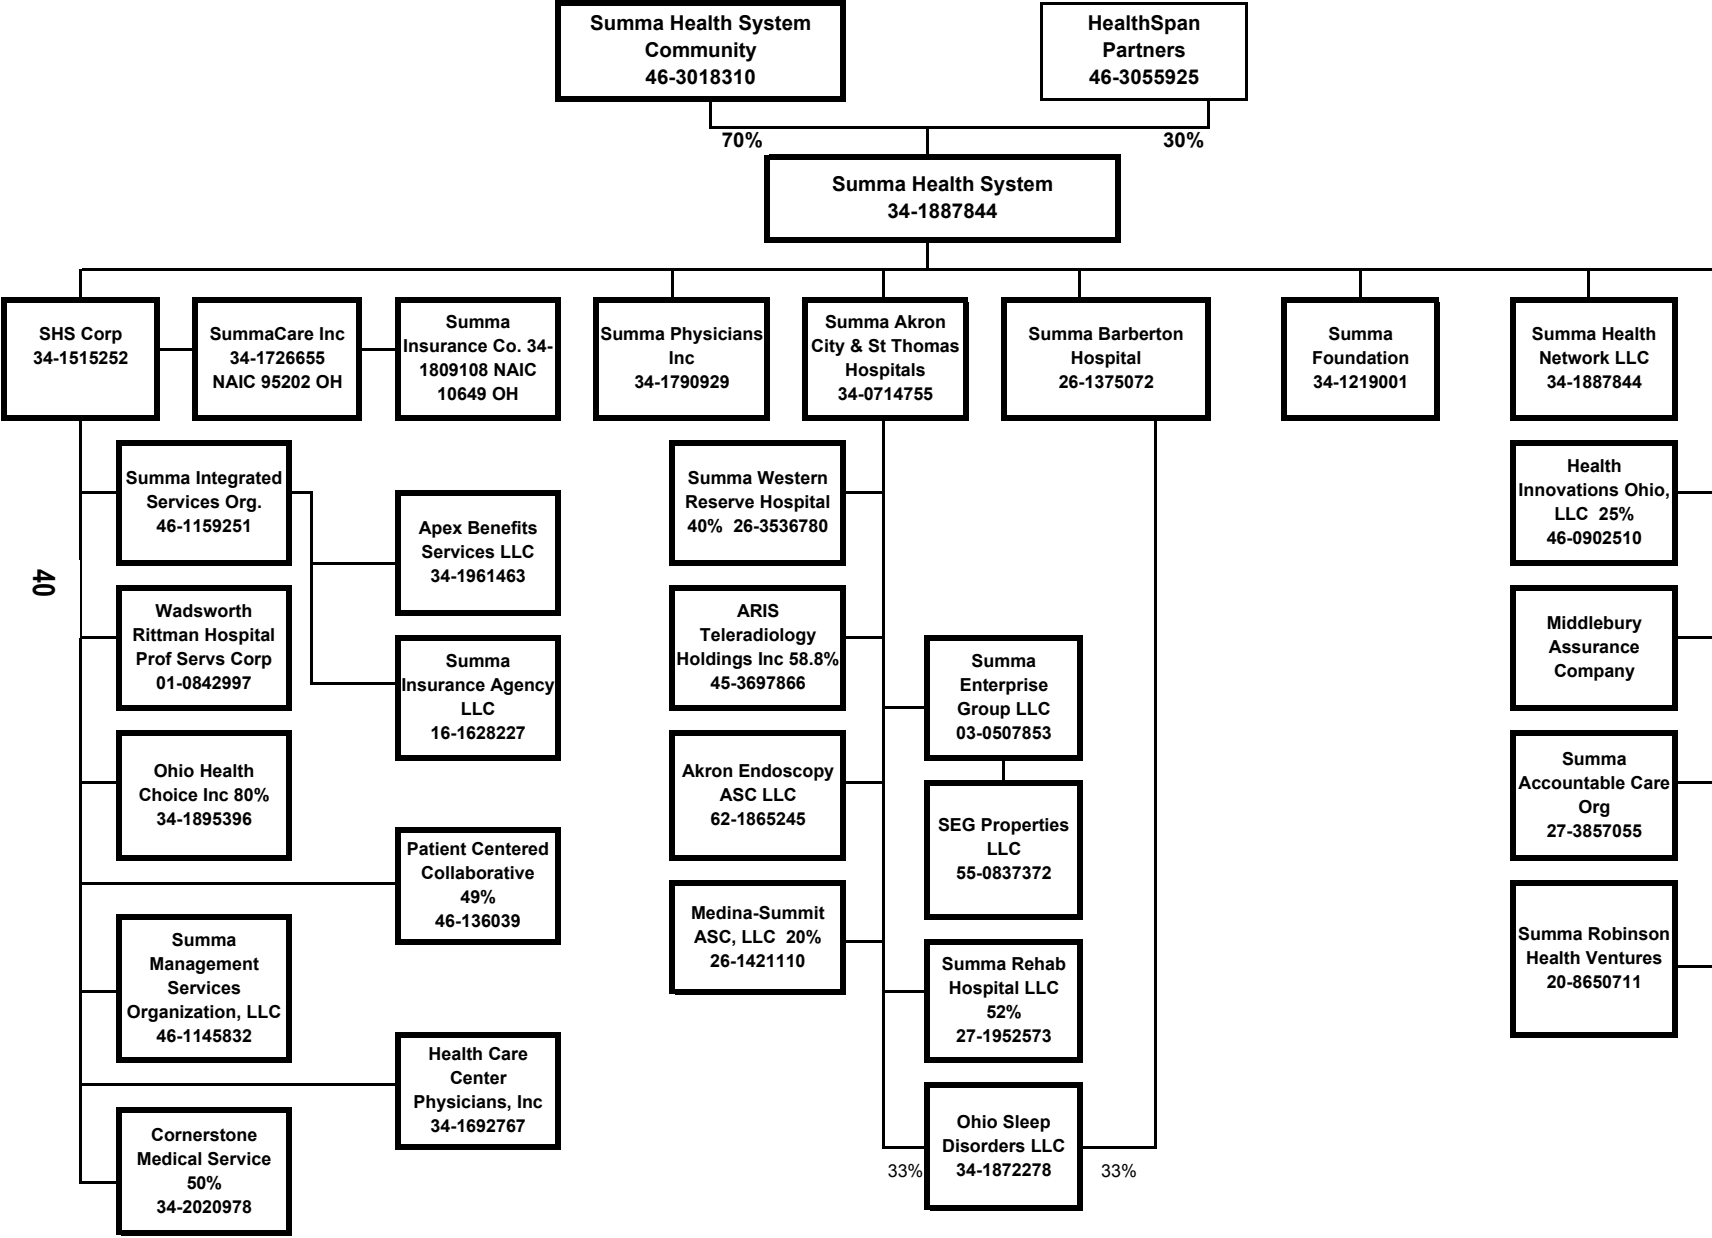 Summa Health System
Community
46-3018310
HealthSpan
Partners
46-3055925
70%
30%
Summa Health System
34-1887844
SHS Corp
34-1515252
SummaCare Inc
34-1726655
NAIC 95202 OH
Summa
Insurance Co. 34-
1809108 NAIC
10649 OH
Summa Physicians
Inc
34-1790929
Summa Akron
City & St Thomas
Hospitals
34-0714755
Summa Barberton
Hospital
26-1375072
Summa
Foundation
34-1219001
Summa Health
Network LLC
34-1887844
Summa Integrated
Services Org.
46-1159251
Apex Benefits
Services LLC
34-1961463
Summa Western
Reserve Hospital
40% 26-3536780
Health
Innovations Ohio,
LLC 25%
46-0902510
40
Wadsworth
Rittman Hospital
Prof Servs Corp
01-0842997
Summa
Insurance Agency
LLC
16-1628227
ARIS
Teleradiology
Holdings Inc 58.8%
45-3697866
Summa
Enterprise
Group LLC
03-0507853
Middlebury
Assurance
Company
Ohio Health
Choice Inc 80%
34-1895396
Akron Endoscopy
ASC LLC
62-1865245
SEG Properties
LLC
55-0837372
Summa
Accountable Care
Org
27-3857055
Patient Centered
Collaborative
49%
46-136039
Medina-Summit
ASC, LLC 20%
26-1421110
Summa Robinson
Health Ventures
20-8650711
Summa
Management
Services
Organization, LLC
46-1145832
Summa Rehab
Hospital LLC
52%
27-1952573
Health Care
Center
Physicians, Inc
34-1692767
Cornerstone
Medical Service
50%
34-2020978
Ohio Sleep
Disorders LLC
34-1872278
33%
33%